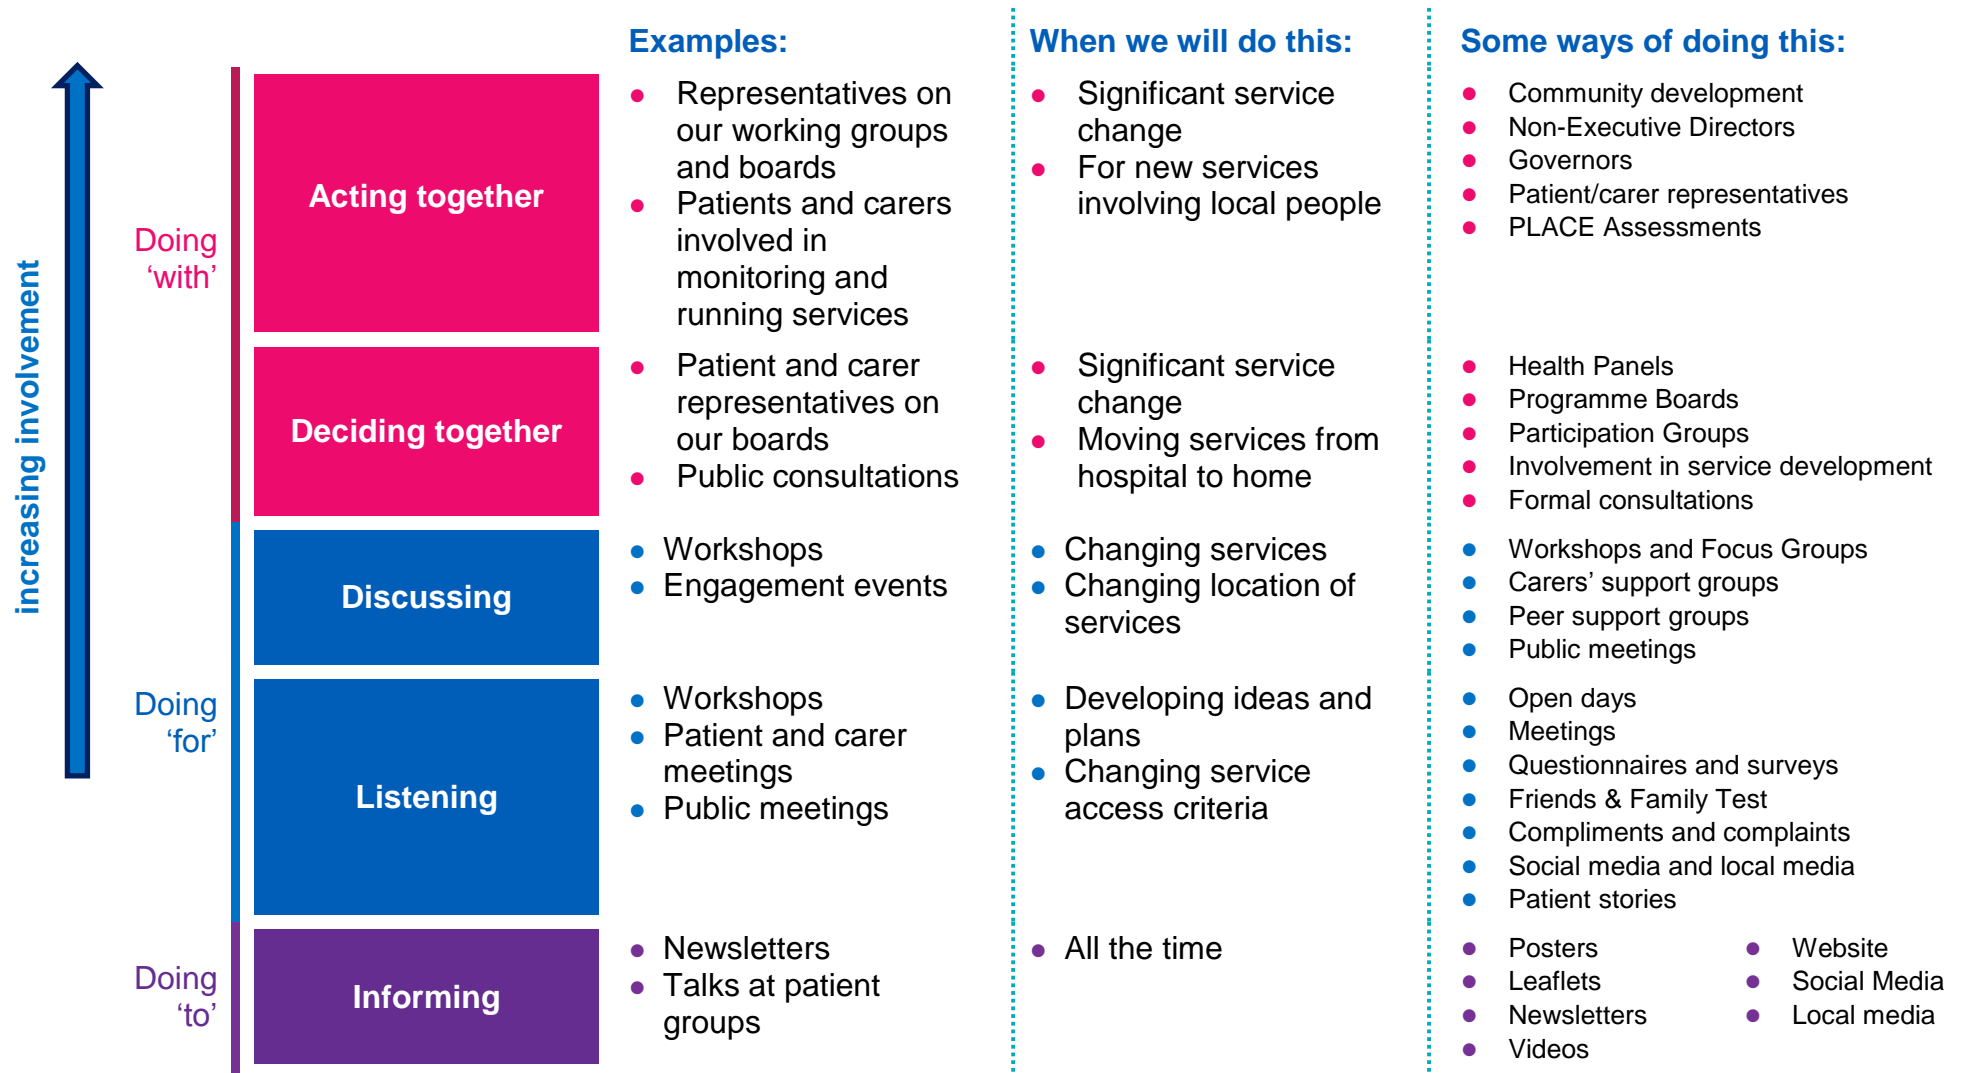 Examples:
When we will do this:
Some ways of doing this:
increasing involvement
Doing
‘with’
Acting together
● Representatives on
our working groups
and boards
● Patients and carers
involved in
monitoring and
running services
● Significant service
change
● For new services
involving local people
● Community development
● Non-Executive Directors
● Governors
● Patient/carer representatives
● PLACE Assessments
Deciding together
● Patient and carer
representatives on
our boards
● Public consultations
● Significant service
change
● Moving services from
hospital to home
● Health Panels
● Programme Boards
● Participation Groups
● Involvement in service development
● Formal consultations
Doing
‘for’
Discussing
● Workshops
● Engagement events
● Changing services
● Changing location of
services
● Workshops and Focus Groups
● Carers’ support groups
● Peer support groups
● Public meetings
Listening
● Workshops
● Patient and carer
meetings
● Public meetings
● Developing ideas and
plans
● Changing service
access criteria
● Open days
● Meetings
● Questionnaires and surveys
● Friends & Family Test
● Compliments and complaints
● Social media and local media
● Patient stories
Doing
‘to’
Informing
● Newsletters
● Talks at patient
groups
● All the time
● Posters
● Leaflets
● Newsletters
● Videos
● Website
● Social Media
● Local media